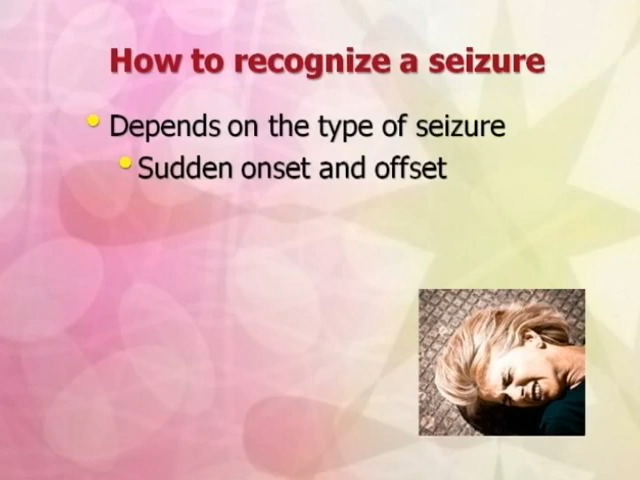 How to recognize a seizure
Depends on the type of seizure
Sudden onset and offset